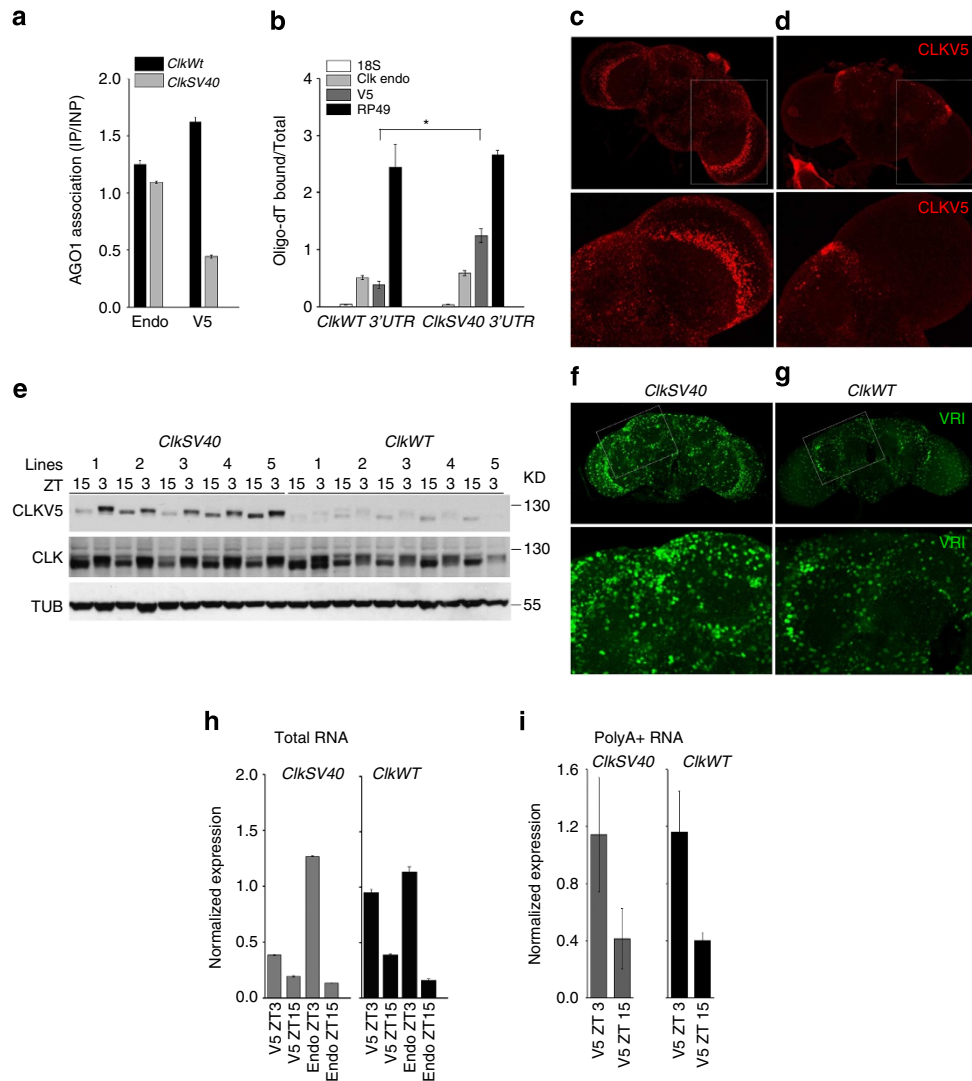 a
ClkWt
ClkSV40
2.0
1.5
1.0
0.5
0.0
AGO1 association (IP/INP)
Endo V5
b
18S
Clk endo
V5
RP49
4
3
2
1
0
Oligo-dT bound/Total
*
ClkWT 3'UTR ClkSV40 3'UTR
c
d
CLKV5
CLKV5
e
ClkSV40 ClkWT
Lines 1 2 3 4 5 1 2 3 4 5
ZT 15 3 15 3 15 3 15 3 15 3 15 3 15 3 15 3 15 3 15 3
KD
CLKV5
130
CLK
130
TUB
55
f
ClkSV40
g
ClkWT
VRI
VRI
h
Total RNA
ClkSV40 ClkWT
2.0
1.5
1.0
0.5
0.0
Normalized expression
V5 ZT3
V5 ZT15
Endo ZT3
Endo ZT15
V5 ZT3
V5 ZT15
Endo ZT3
Endo ZT15
i
PolyA+ RNA
ClkSV40 ClkWT
1.6
1.2
0.8
0.4
0.0
Normalized expression
V5 ZT 3
V5 ZT 15
V5 ZT 3
V5 ZT 15